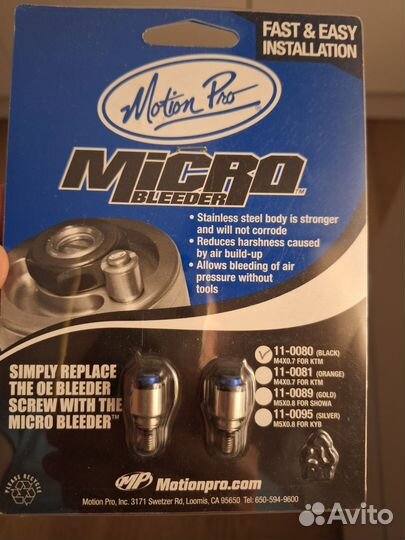 FAST & EASY
INSTALLATION
Motion Pro
MiCRO
BLEEDER™
• Stainless steel body is stronger
and will not corrode
• Reduces harshness caused
by air build-up
• Allows bleeding of air
pressure without
tools
11-0080 (BLACK)
M4X0.7 FOR KTM
11-0081 (ORANGE)
M4X0.7 FOR KTM
11-0089 (GOLD)
M5X0.8 FOR SHOWA
11-0095 (SILVER)
M5X0.8 FOR KYB
SIMPLY REPLACE
THE OE BLEEDER
SCREW WITH THE
MICRO BLEEDER™
PLEASE RECYCLE
MP Motionpro.com
Motion Pro, Inc. 3171 Swetzer Rd, Loomis, CA 95650 Tel: 650-594-9600
Avito